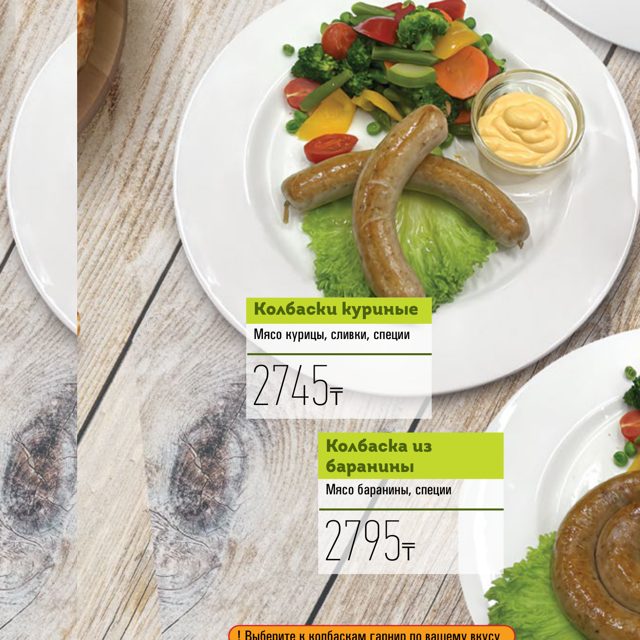 Колбаски куриные
Мясо курицы, сливки, специи
2745₸
Колбаска из
баранины
Мясо баранины, специи
2795₸
! Выберите к колбаскам гарнир по вашему вкусу